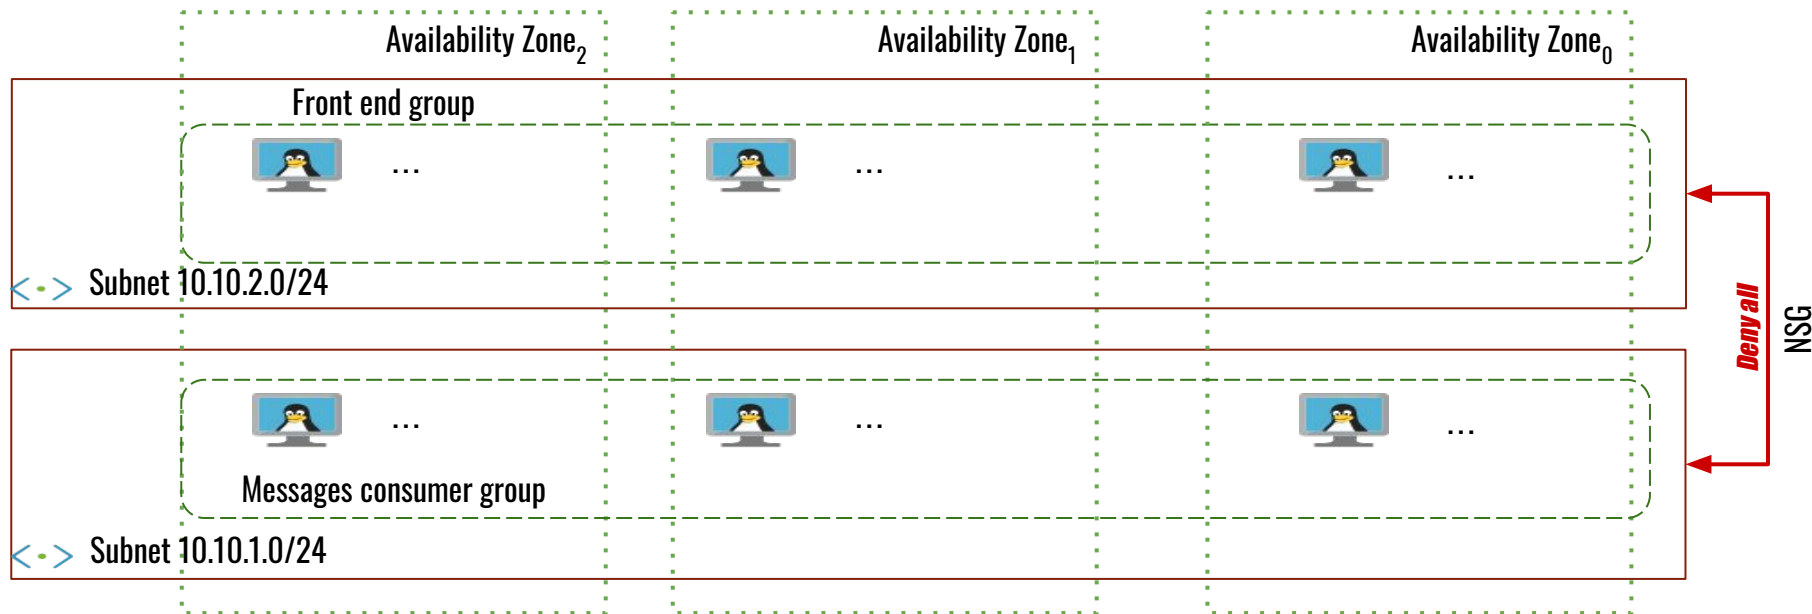 Availability Zone₂
Availability Zone₁
Availability Zone₀
Front end group
...
...
...
Subnet 10.10.2.0/24
Deny all
NSG
...
...
...
Messages consumer group
Subnet 10.10.1.0/24